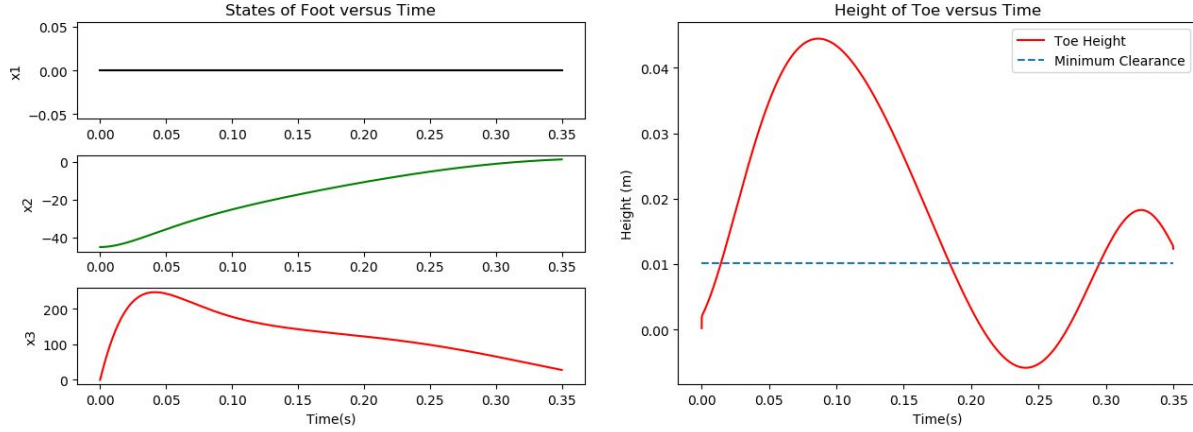 States of Foot versus Time
x1
0.05
0.00
−0.05
0.00 0.05 0.10 0.15 0.20 0.25 0.30 0.35
x2
0
−20
−40
0.00 0.05 0.10 0.15 0.20 0.25 0.30 0.35
x3
200
100
0
0.00 0.05 0.10 0.15 0.20 0.25 0.30 0.35
Time(s)
Height of Toe versus Time
Toe Height
Minimum Clearance
Height (m)
0.04
0.03
0.02
0.01
0.00
0.00 0.05 0.10 0.15 0.20 0.25 0.30 0.35
Time(s)